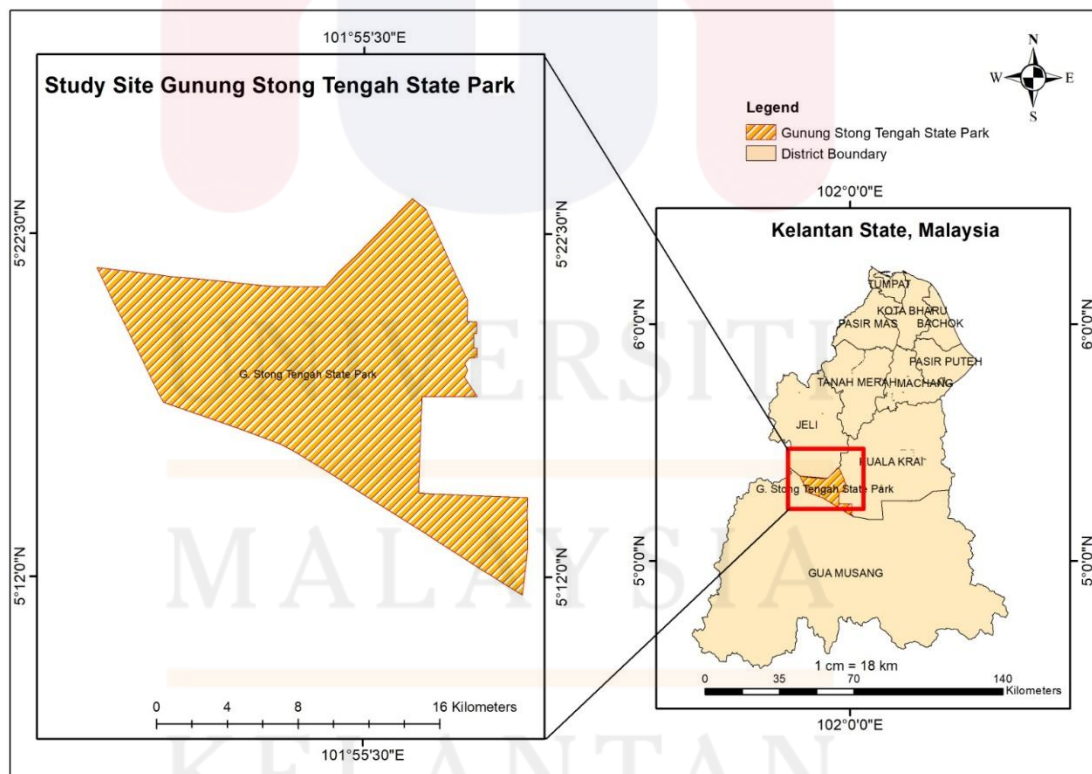 101°55'30"E
Study Site Gunung Stong Tengah State Park
5°22'30"N
5°22'30"N
G. Stong Tengah State Park
5°12'0"N
5°12'0"N
0 4 8 16 Kilometers
101°55'30"E
N
W E
S
Legend
Gunung Stong Tengah State Park
District Boundary
102°0'0"E
Kelantan State, Malaysia
TUMPAT
KOTA BHARU
6°0'0"N
PASIR MAS
BACHOK
6°0'0"N
PASIR PUTEH
TANAH MERAH
MACHANG
JELI
KUALA KRAI
G. Stong Tengah State Park
5°0'0"N
GUA MUSANG
5°0'0"N
1 cm = 18 km
0 35 70 140
Kilometers
102°0'0"E
UNIVERSITI
MALAYSIA
KELANTAN